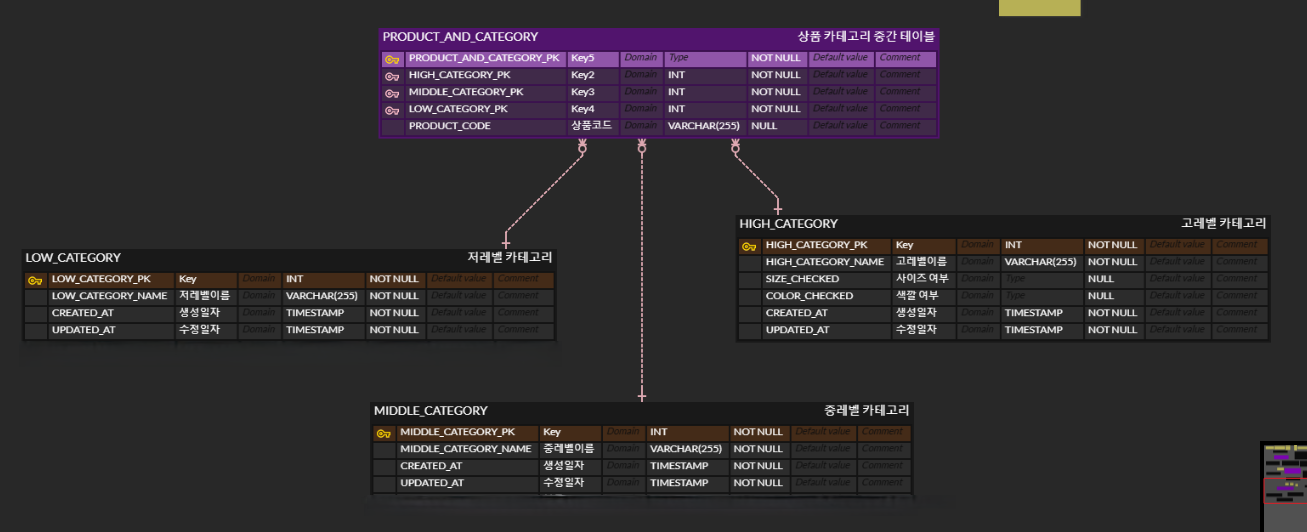 PRODUCT_AND_CATEGORY 상품 카테고리 중간 테이블
PRODUCT_AND_CATEGORY_PK Key5 Domain Type NOT NULL Default value Comment
HIGH_CATEGORY_PK Key2 Domain INT NOT NULL Default value Comment
MIDDLE_CATEGORY_PK Key3 Domain INT NOT NULL Default value Comment
LOW_CATEGORY_PK Key4 Domain INT NOT NULL Default value Comment
PRODUCT_CODE 상품코드 Domain VARCHAR(255) NULL Default value Comment
HIGH_CATEGORY 고레벨 카테고리
HIGH_CATEGORY_PK Key Domain INT NOT NULL Default value Comment
HIGH_CATEGORY_NAME 고레벨이름 Domain VARCHAR(255) NOT NULL Default value Comment
SIZE_CHECKED 사이즈 여부 Domain Type NULL Default value Comment
COLOR_CHECKED 색깔 여부 Domain Type NULL Default value Comment
CREATED_AT 생성일자 Domain TIMESTAMP NOT NULL Default value Comment
UPDATED_AT 수정일자 Domain TIMESTAMP NOT NULL Default value Comment
LOW_CATEGORY 저레벨 카테고리
LOW_CATEGORY_PK Key Domain INT NOT NULL Default value Comment
LOW_CATEGORY_NAME 저레벨이름 Domain VARCHAR(255) NOT NULL Default value Comment
CREATED_AT 생성일자 Domain TIMESTAMP NOT NULL Default value Comment
UPDATED_AT 수정일자 Domain TIMESTAMP NOT NULL Default value Comment
MIDDLE_CATEGORY 중레벨 카테고리
MIDDLE_CATEGORY_PK Key Domain INT NOT NULL Default value Comment
MIDDLE_CATEGORY_NAME 중레벨이름 Domain VARCHAR(255) NOT NULL Default value Comment
CREATED_AT 생성일자 Domain TIMESTAMP NOT NULL Default value Comment
UPDATED_AT 수정일자 Domain TIMESTAMP NOT NULL Default value Comment